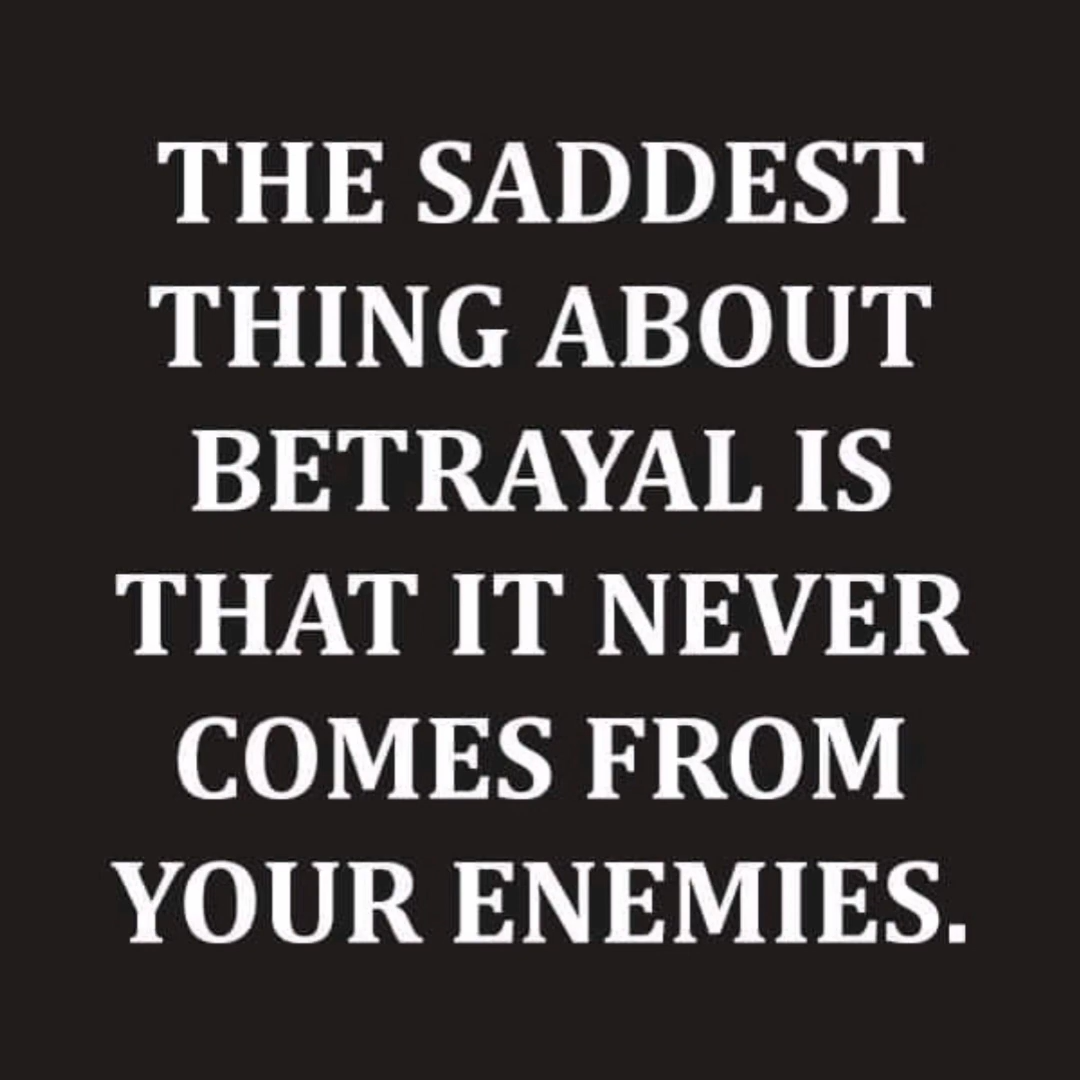 THE SADDEST
THING ABOUT
BETRAYAL IS
THAT IT NEVER
COMES FROM
YOUR ENEMIES.